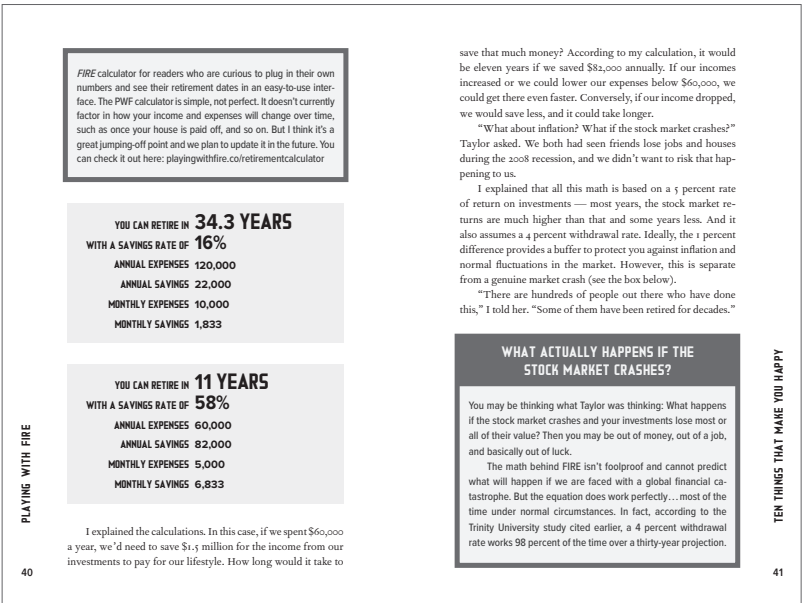 FIRE calculator for readers who are curious to plug in their own
numbers and see their retirement dates in an easy-to-use inter-
face. The PWF calculator is simple, not perfect. It doesn't currently
factor in how your income and expenses will change over time,
such as once your house is paid off, and so on. But I think it's a
great jumping-off point and we plan to update it in the future. You
can check it out here: playingwithfire.co/retirementcalculator
YOU CAN RETIRE IN 34.3 YEARS
WITH A SAVINGS RATE OF 16%
ANNUAL EXPENSES 120,000
ANNUAL SAVINGS 22,000
MONTHLY EXPENSES 10,000
MONTHLY SAVINGS 1,833
YOU CAN RETIRE IN 11 YEARS
WITH A SAVINGS RATE OF 58%
ANNUAL EXPENSES 60,000
ANNUAL SAVINGS 82,000
MONTHLY EXPENSES 5,000
MONTHLY SAVINGS 6,833
I explained the calculations. In this case, if we spent $60,000
a year, we'd need to save $1.5 million for the income from our
investments to pay for our lifestyle. How long would it take to
PLAYING WITH FIRE
40
save that much money? According to my calculation, it would
be eleven years if we saved $82,000 annually. If our incomes
increased or we could lower our expenses below $60,000, we
could get there even faster. Conversely, if our income dropped,
we would save less, and it could take longer.
"What about inflation? What if the stock market crashes?"
Taylor asked. We both had seen friends lose jobs and houses
during the 2008 recession, and we didn't want to risk that hap-
pening to us.
I explained that all this math is based on a 5 percent rate
of return on investments — most years, the stock market re-
turns are much higher than that and some years less. And it
also assumes a 4 percent withdrawal rate. Ideally, the 1 percent
difference provides a buffer to protect you against inflation and
normal fluctuations in the market. However, this is separate
from a genuine market crash (see the box below).
"There are hundreds of people out there who have done
this," I told her. "Some of them have been retired for decades."
WHAT ACTUALLY HAPPENS IF THE
STOCK MARKET CRASHES?
You may be thinking what Taylor was thinking: What happens
if the stock market crashes and your investments lose most or
all of their value? Then you may be out of money, out of a job,
and basically out of luck.
The math behind FIRE isn't foolproof and cannot predict
what will happen if we are faced with a global financial ca-
tastrophe. But the equation does work perfectly...most of the
time under normal circumstances. In fact, according to the
Trinity University study cited earlier, a 4 percent withdrawal
rate works 98 percent of the time over a thirty-year projection.
TEN THINGS THAT MAKE YOU HAPPY
41